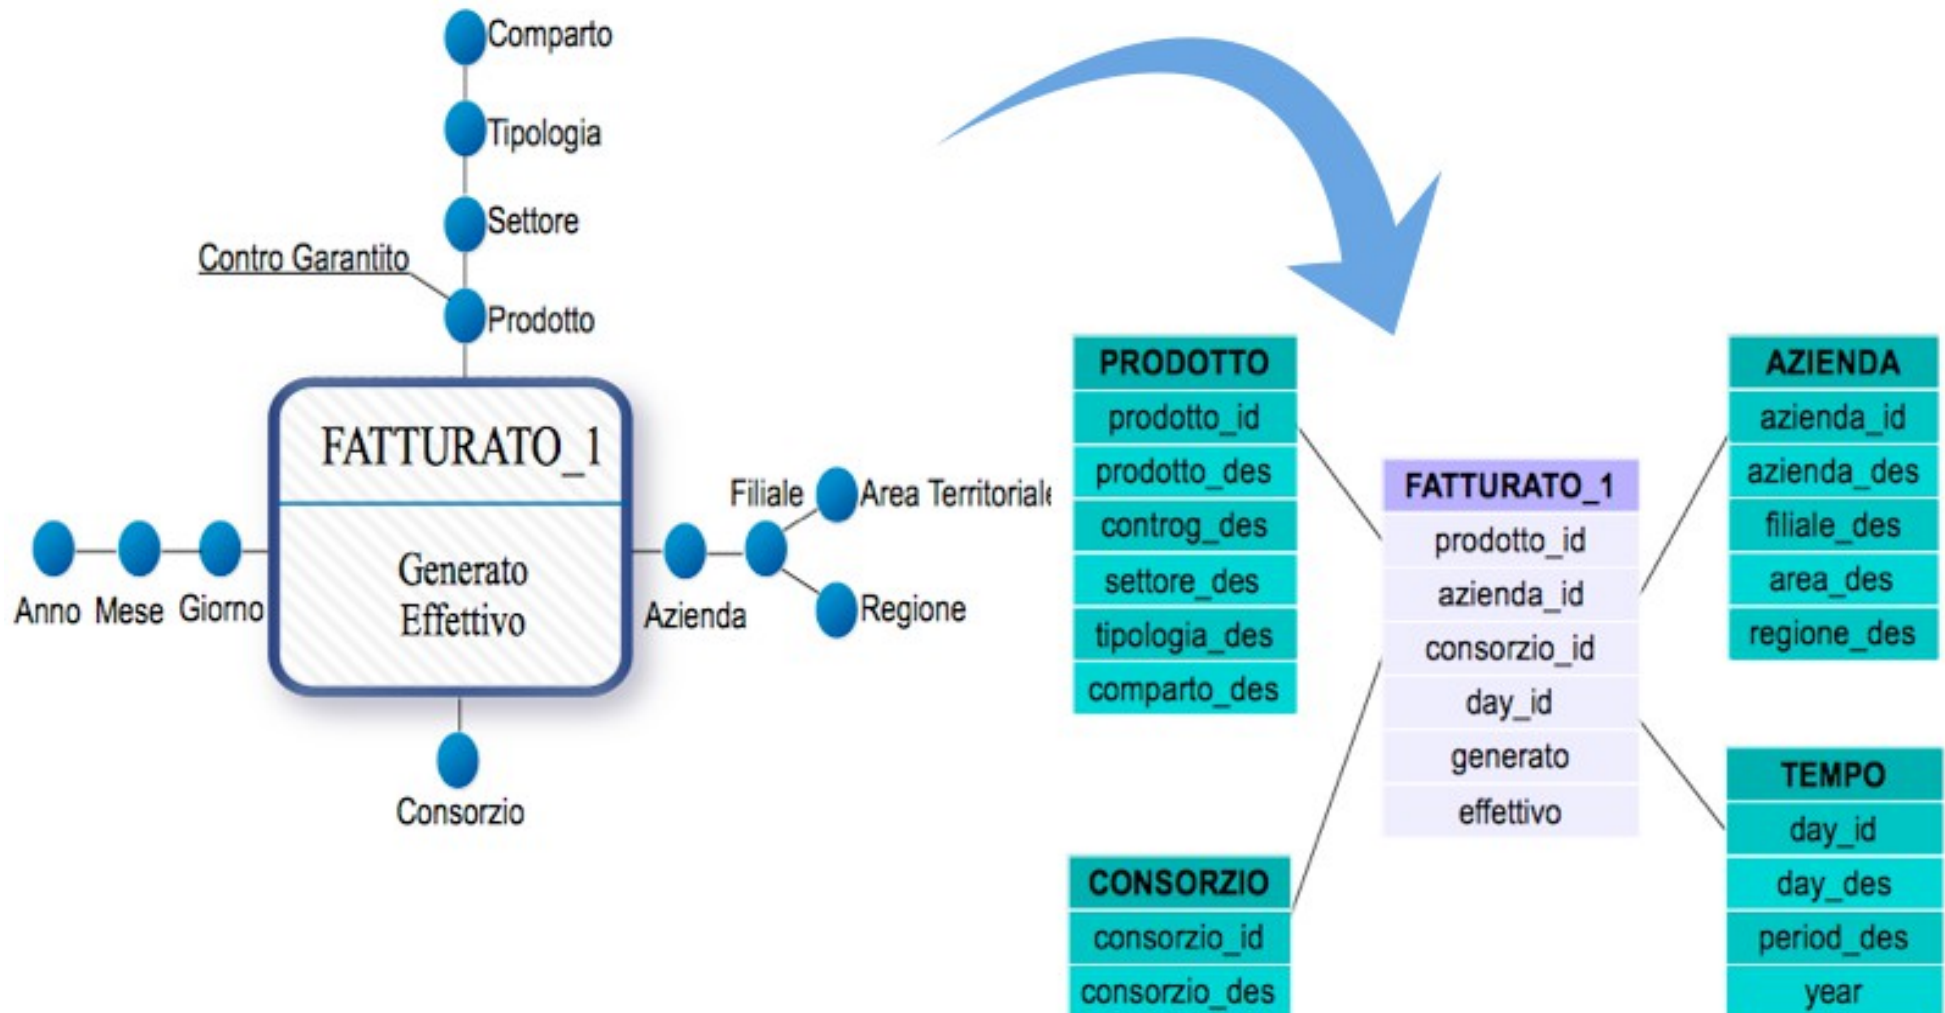 Comparto
Tipologia
Settore
Contro Garantito
Prodotto
FATTURATO_1
Generato
Effettivo
Anno
Mese
Giorno
Azienda
Filiale
Area Territoriale
Regione
Consorzio
PRODOTTO
prodotto_id
prodotto_des
controg_des
settore_des
tipologia_des
comparto_des
CONSORZIO
consorzio_id
consorzio_des
FATTURATO_1
prodotto_id
azienda_id
consorzio_id
day_id
generato
effettivo
AZIENDA
azienda_id
azienda_des
filiale_des
area_des
regione_des
TEMPO
day_id
day_des
period_des
year